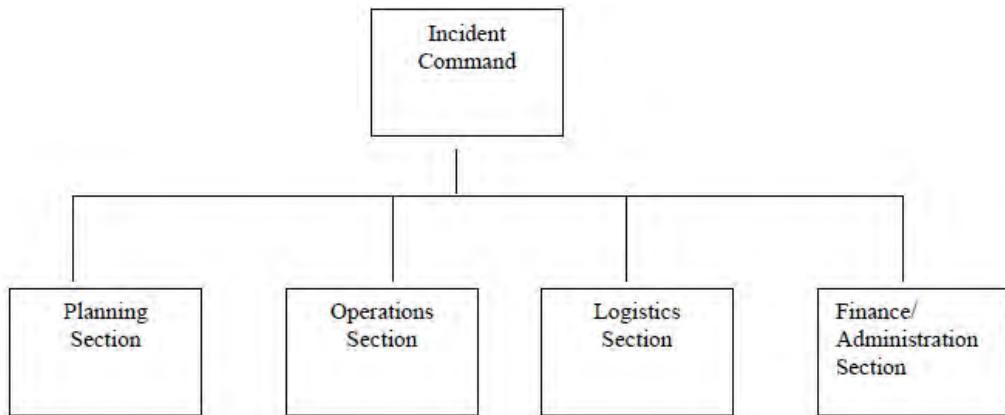 Incident
Command
Planning
Section
Operations
Section
Logistics
Section
Finance/
Administration
Section